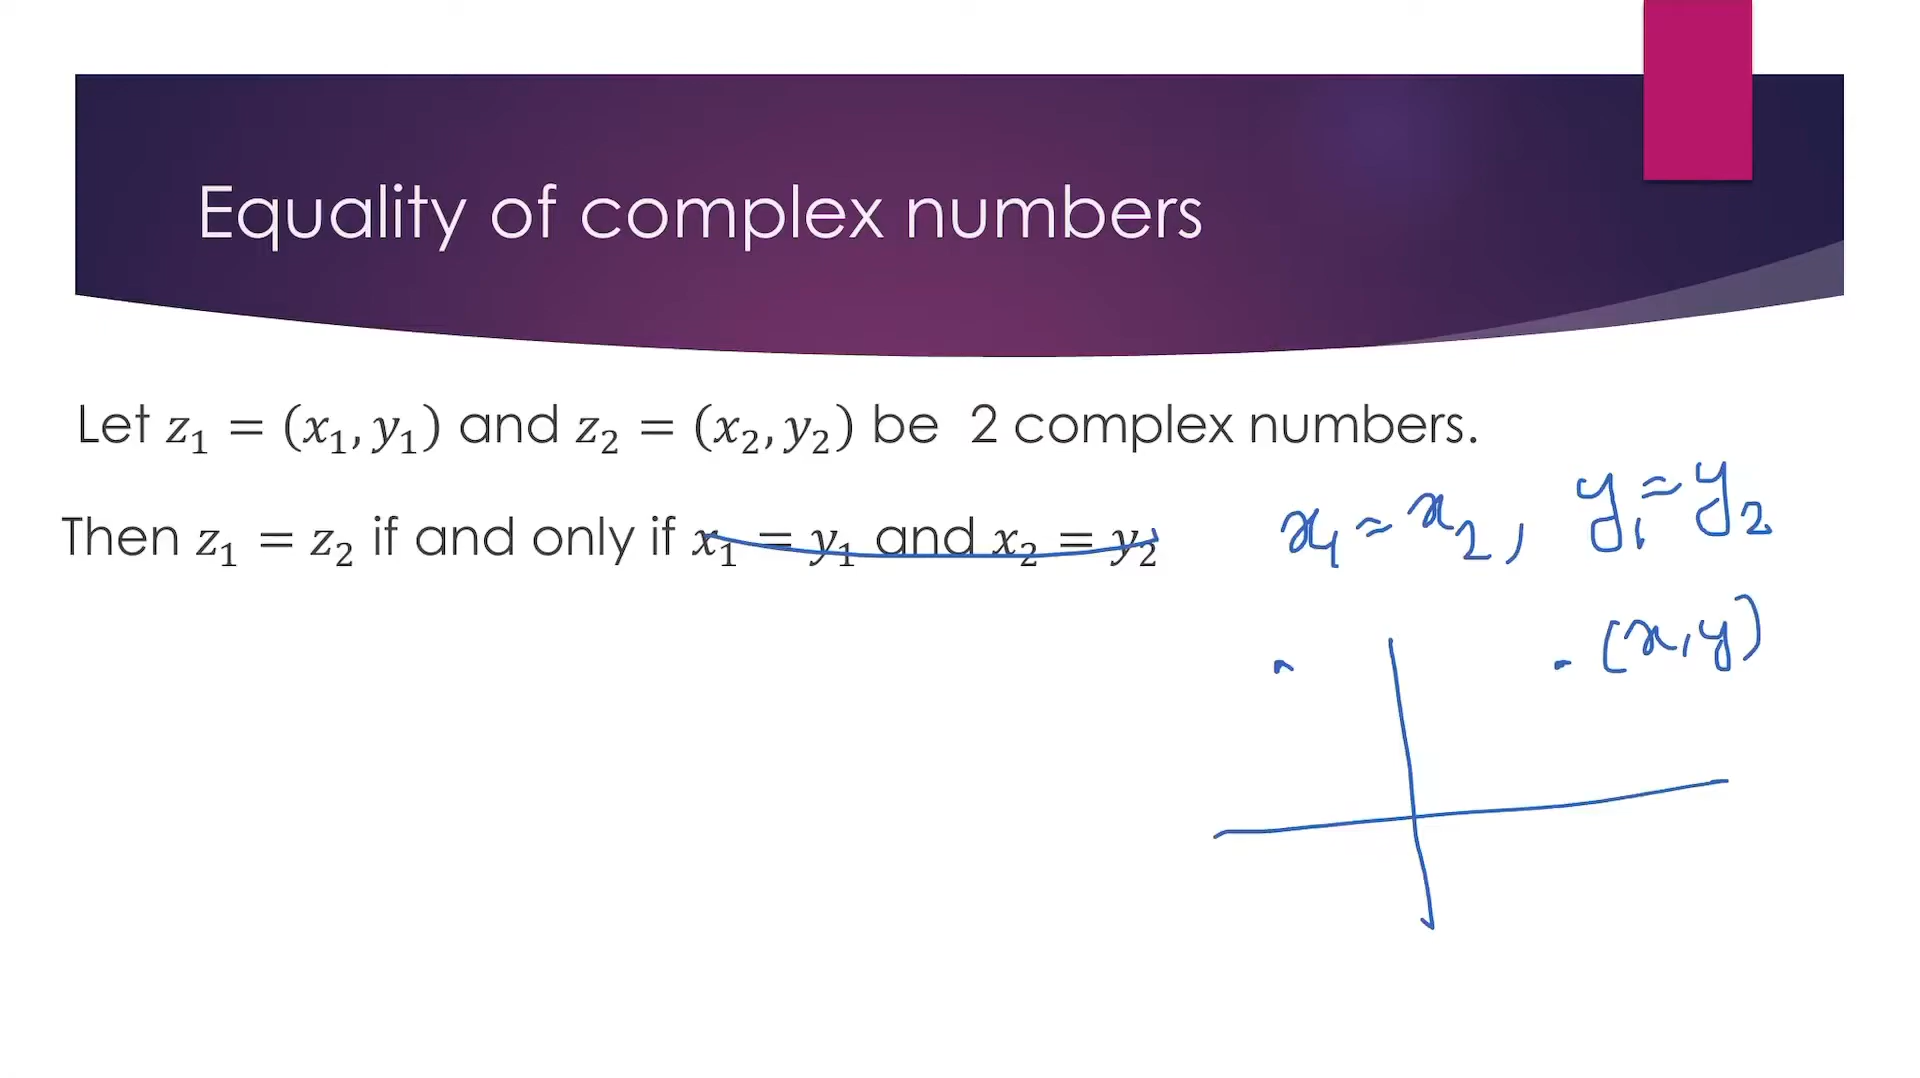 Equality of complex numbers
Let z₁ = (x₁, y₁) and z₂ = (x₂, y₂) be 2 complex numbers.
Then z₁ = z₂ if and only if x₁ = y₁ and x₂ = y₂
x₁ = x₂, y₁ = y₂
(x, y)